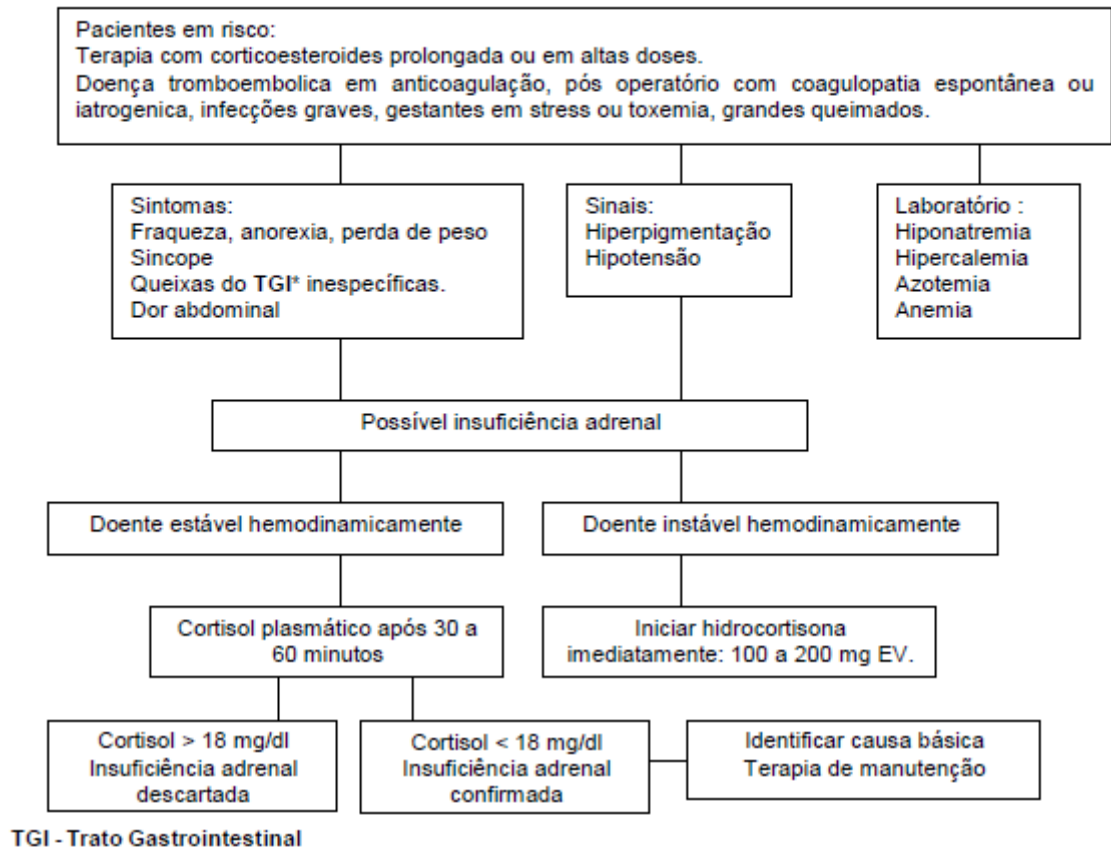 Pacientes em risco:
Terapia com corticoesteroides prolongada ou em altas doses.
Doença tromboembolica em anticoagulação, pós operatório com coagulopatia espontânea ou
iatrogenica, infecções graves, gestantes em stress ou toxemia, grandes queimados.
Sintomas:
Fraqueza, anorexia, perda de peso
Sincope
Queixas do TGI* inespecíficas.
Dor abdominal
Sinais:
Hiperpigmentação
Hipotensão
Laboratório :
Hiponatremia
Hipercalemia
Azotemia
Anemia
Possível insuficiência adrenal
Doente estável hemodinamicamente
Doente instável hemodinamicamente
Cortisol plasmático após 30 a
60 minutos
Iniciar hidrocortisona
imediatamente: 100 a 200 mg EV.
Cortisol > 18 mg/dl
Insuficiência adrenal
descartada
Cortisol < 18 mg/dl
Insuficiência adrenal
confirmada
Identificar causa básica
Terapia de manutenção
TGI - Trato Gastrointestinal